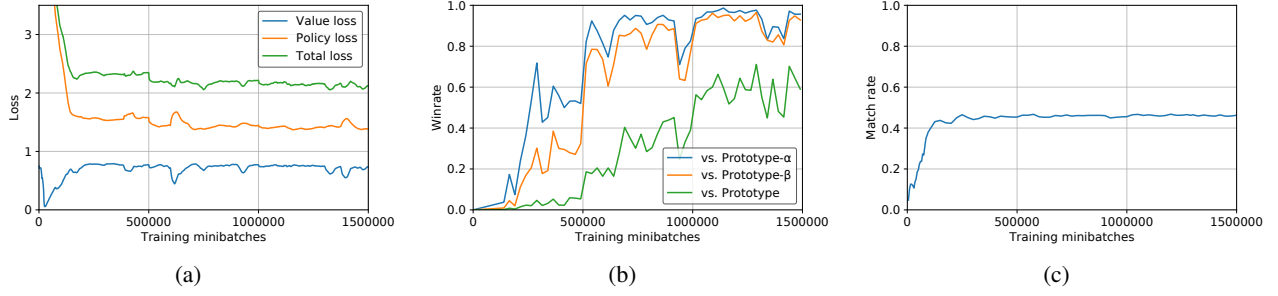 Value loss
Policy loss
Total loss
3
2
1
0
Loss
0
500000
1000000
1500000
Training minibatches
(a)
1.0
0.8
0.6
0.4
0.2
0.0
Winrate
vs. Prototype-α
vs. Prototype-β
vs. Prototype
0
500000
1000000
1500000
Training minibatches
(b)
1.0
0.8
0.6
0.4
0.2
0.0
Match rate
0
500000
1000000
1500000
Training minibatches
(c)